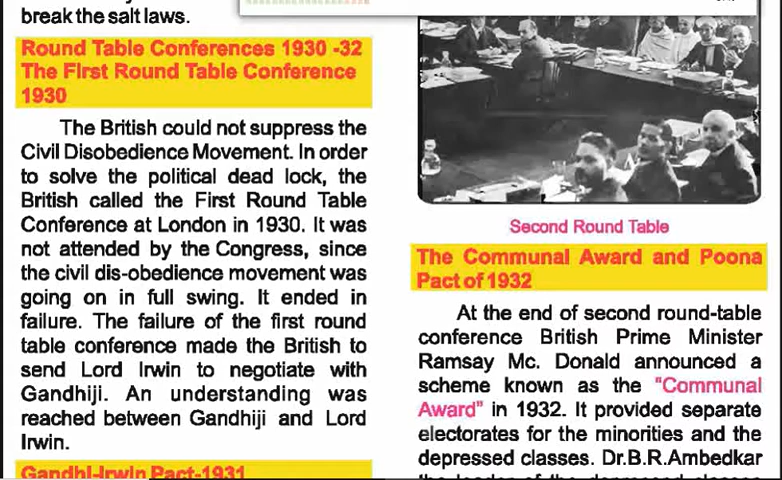 break the salt laws.
Round Table Conferences 1930 -32
The First Round Table Conference
1930
The British could not suppress the
Civil Disobedience Movement. In order
to solve the political dead lock, the
British called the First Round Table
Conference at London in 1930. It was
not attended by the Congress, since
the civil dis-obedience movement was
going on in full swing. It ended in
failure. The failure of the first round
table conference made the British to
send Lord Irwin to negotiate with
Gandhiji. An understanding was
reached between Gandhiji and Lord
Irwin.
Gandhi-Irwin Pact-1931
Second Round Table
The Communal Award and Poona
Pact of 1932
At the end of second round-table
conference British Prime Minister
Ramsay Mc. Donald announced a
scheme known as the "Communal
Award" in 1932. It provided separate
electorates for the minorities and the
depressed classes. Dr.B.R.Ambedkar
the leader of the depressed classes